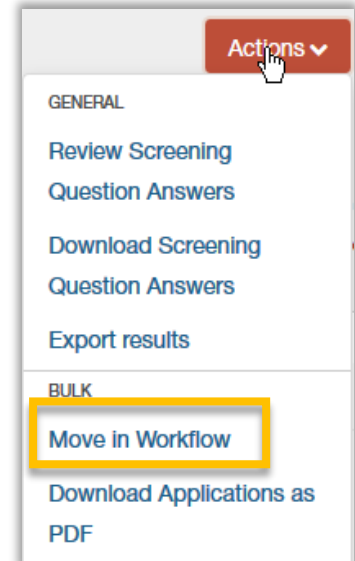 Actions
GENERAL
Review Screening
Question Answers
Download Screening
Question Answers
Export results
BULK
Move in Workflow
Download Applications as
PDF